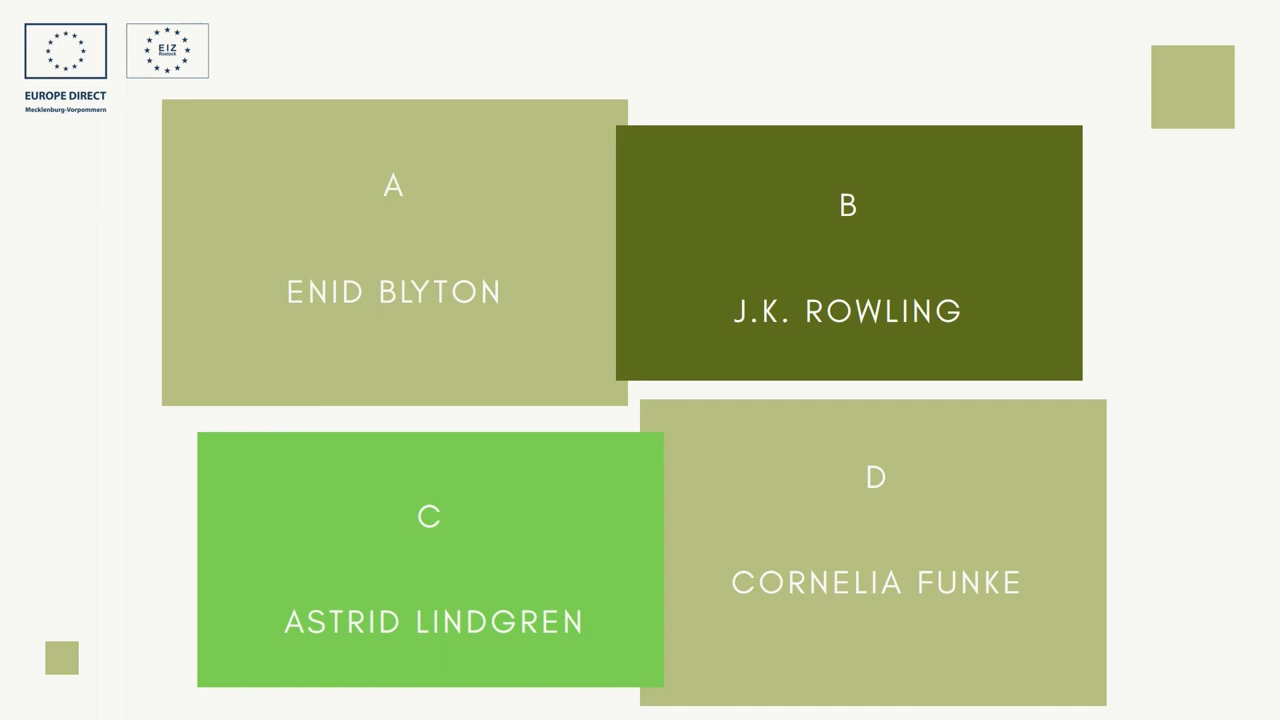 EIZ
Rostock
EUROPE DIRECT
Mecklenburg-Vorpommern
A
ENID BLYTON
B
J.K. ROWLING
C
ASTRID LINDGREN
D
CORNELIA FUNKE